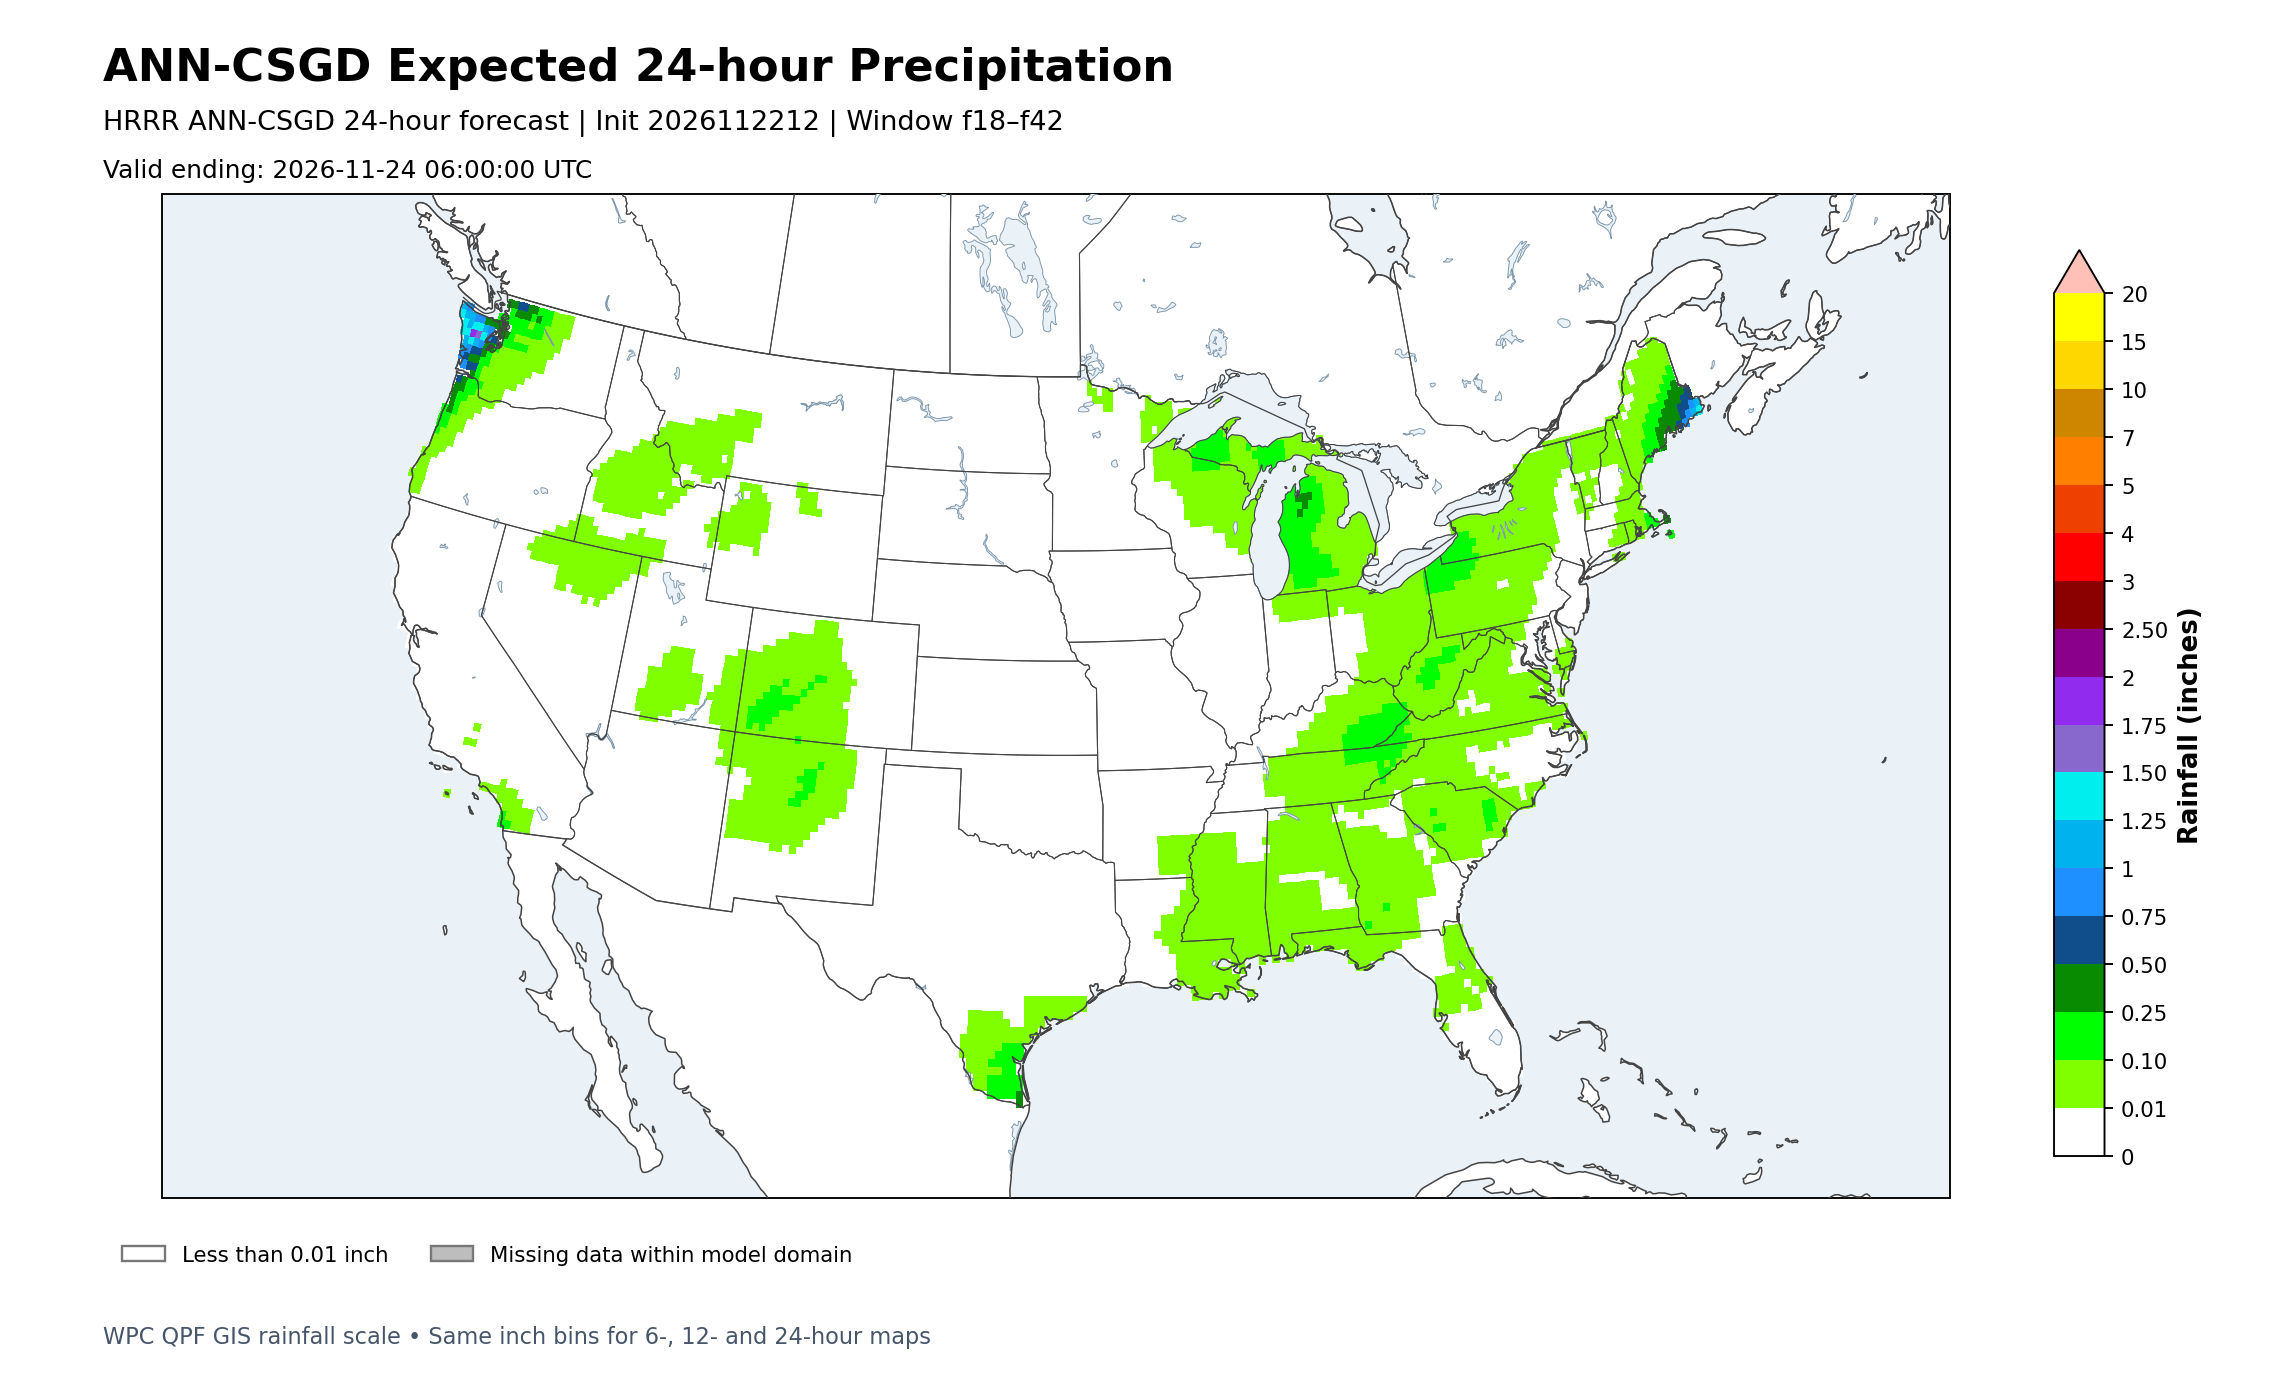 ANN-CSGD Expected 24-hour Precipitation
HRRR ANN-CSGD 24-hour forecast | Init 2026112212 | Window f18–f42
Valid ending: 2026-11-24 06:00:00 UTC
20
15
10
7
5
4
3
2.50
2
1.75
1.50
1.25
1
0.75
0.50
0.25
0.10
0.01
0
Rainfall (inches)
Less than 0.01 inch
Missing data within model domain
WPC QPF GIS rainfall scale • Same inch bins for 6-, 12- and 24-hour maps